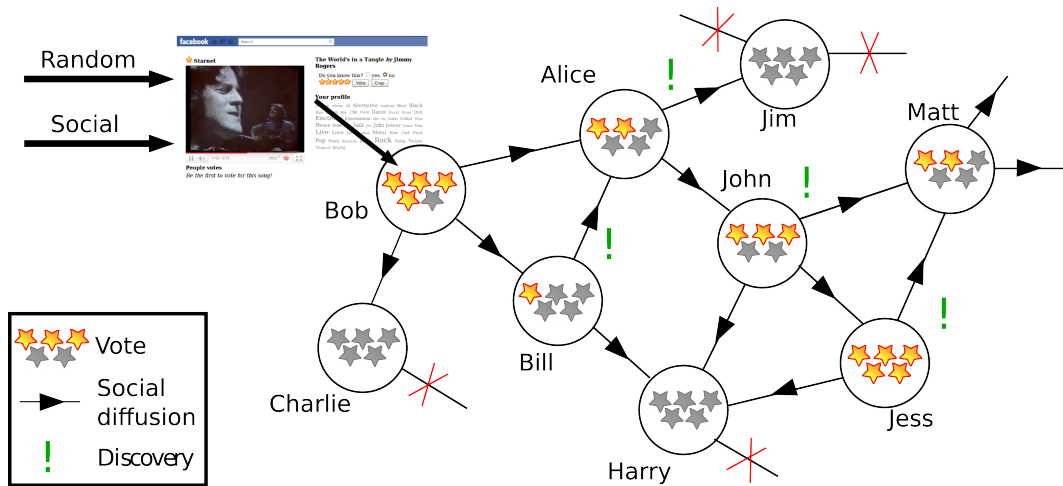 Random
Social
facebook
Search
Starnet
The World's in a Tangle by Jimmy
Rogers
Do you know this? yes no
Vote
Your profile
People votes
Be the first to vote for this song!
Alice
Jim
Matt
John
Bob
Bill
Charlie
Harry
Jess
!
!
!
!
Vote
Social
diffusion
! Discovery